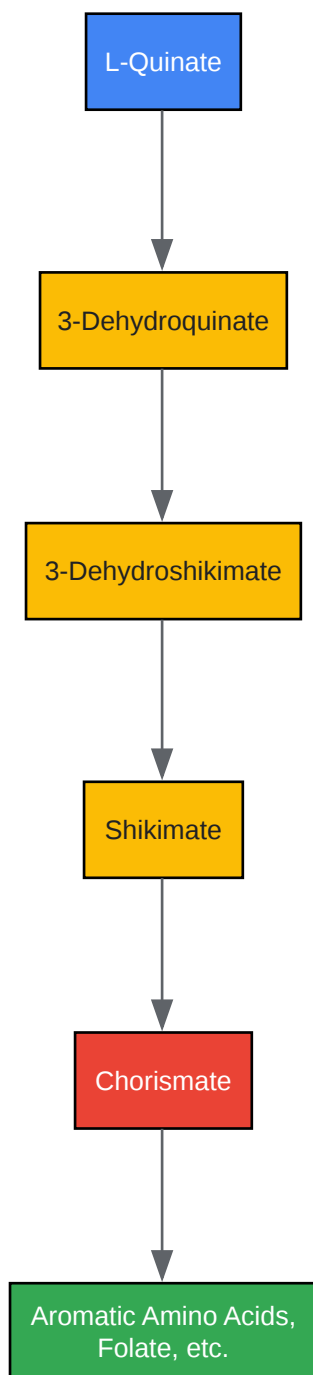 L-Quinate
3-Dehydroquinate
3-Dehydroshikimate
Shikimate
Chorismate
Aromatic Amino Acids,
Folate, etc.